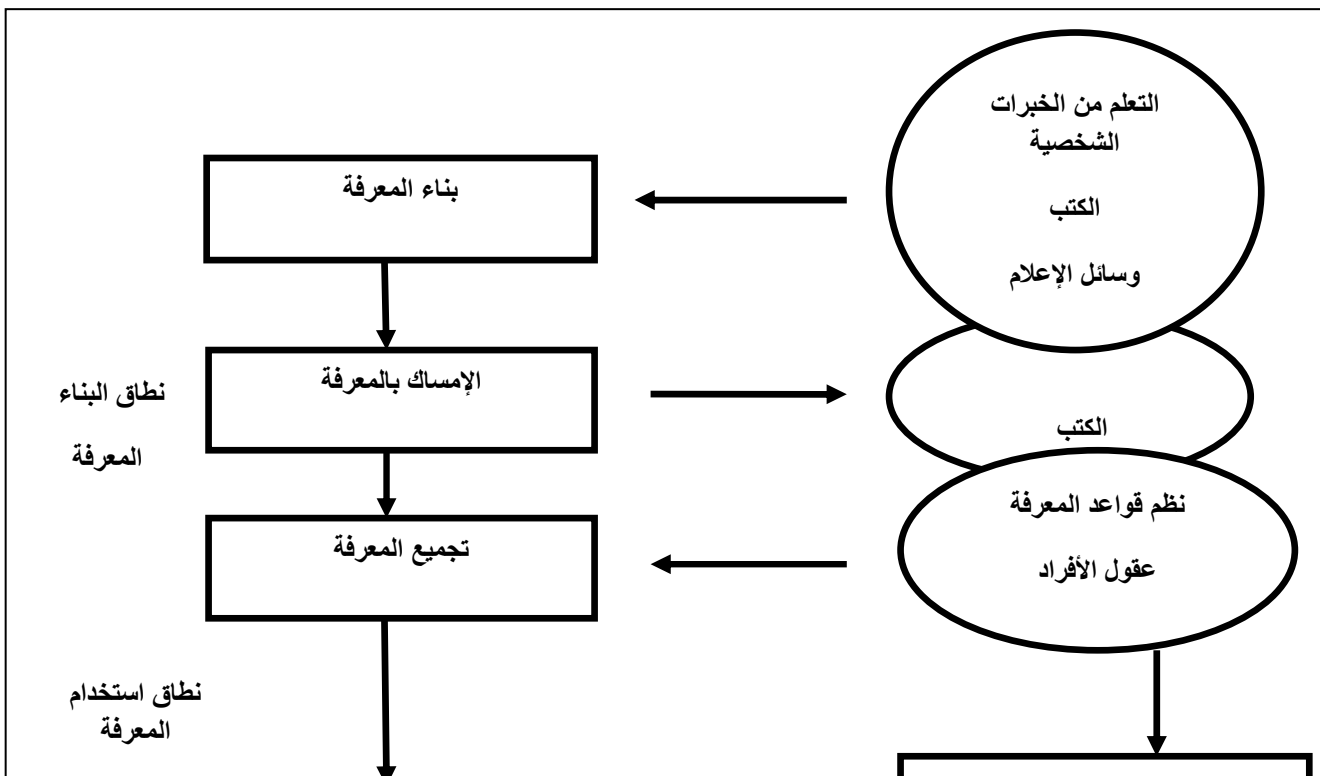 التعلم من الخبرات
الشخصية
الكتب
وسائل الإعلام
بناء المعرفة
الإمساك بالمعرفة
نطاق البناء
المعرفة
الكتب
نظم قواعد المعرفة
عقول الأفراد
تجميع المعرفة
نطاق استخدام
المعرفة